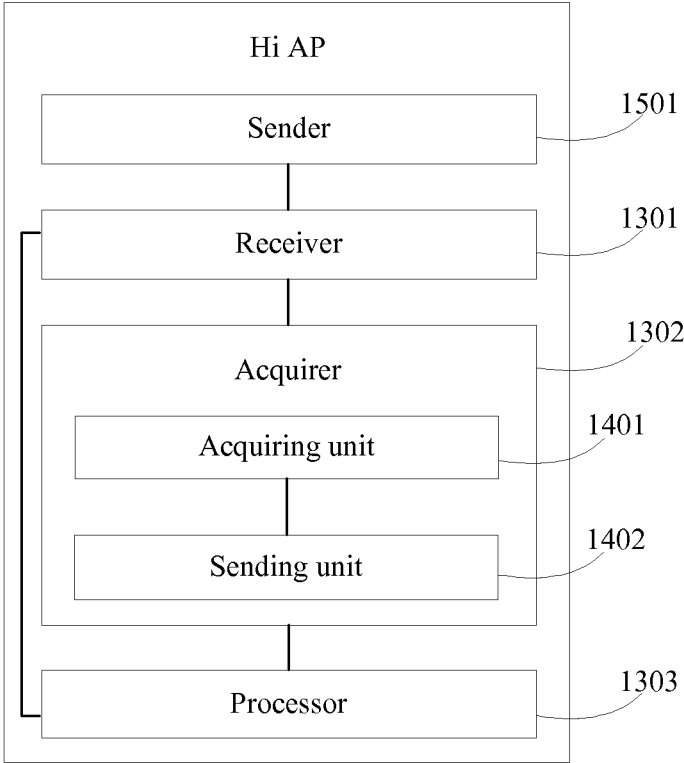 Hi AP
Sender
1501
Receiver
1301
Acquirer
1302
Acquiring unit
1401
Sending unit
1402
Processor
1303